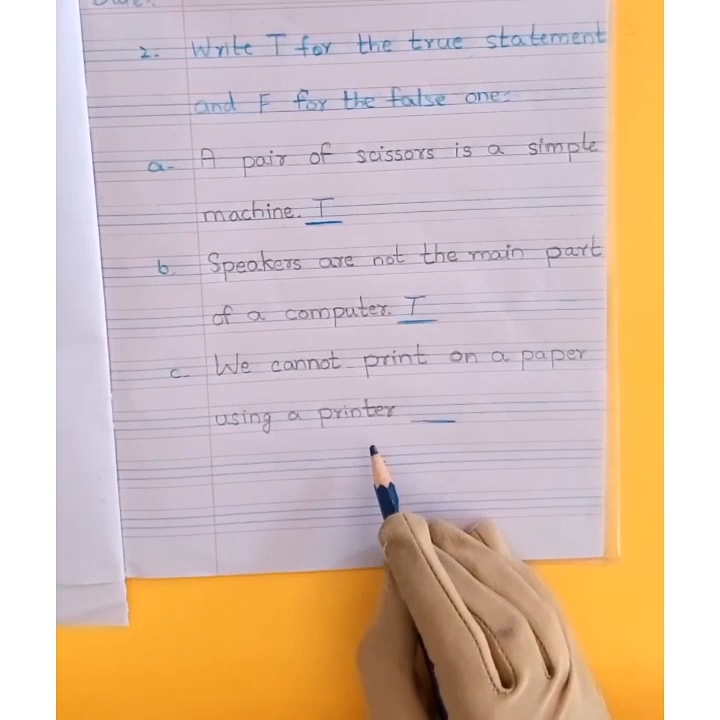 2. Write T for the true statement
and F for the false one:
a- A pair of scissors is a simple
machine. T
b. Speakers are not the main part
of a computer. T
c- We cannot print on a paper
using a printer __